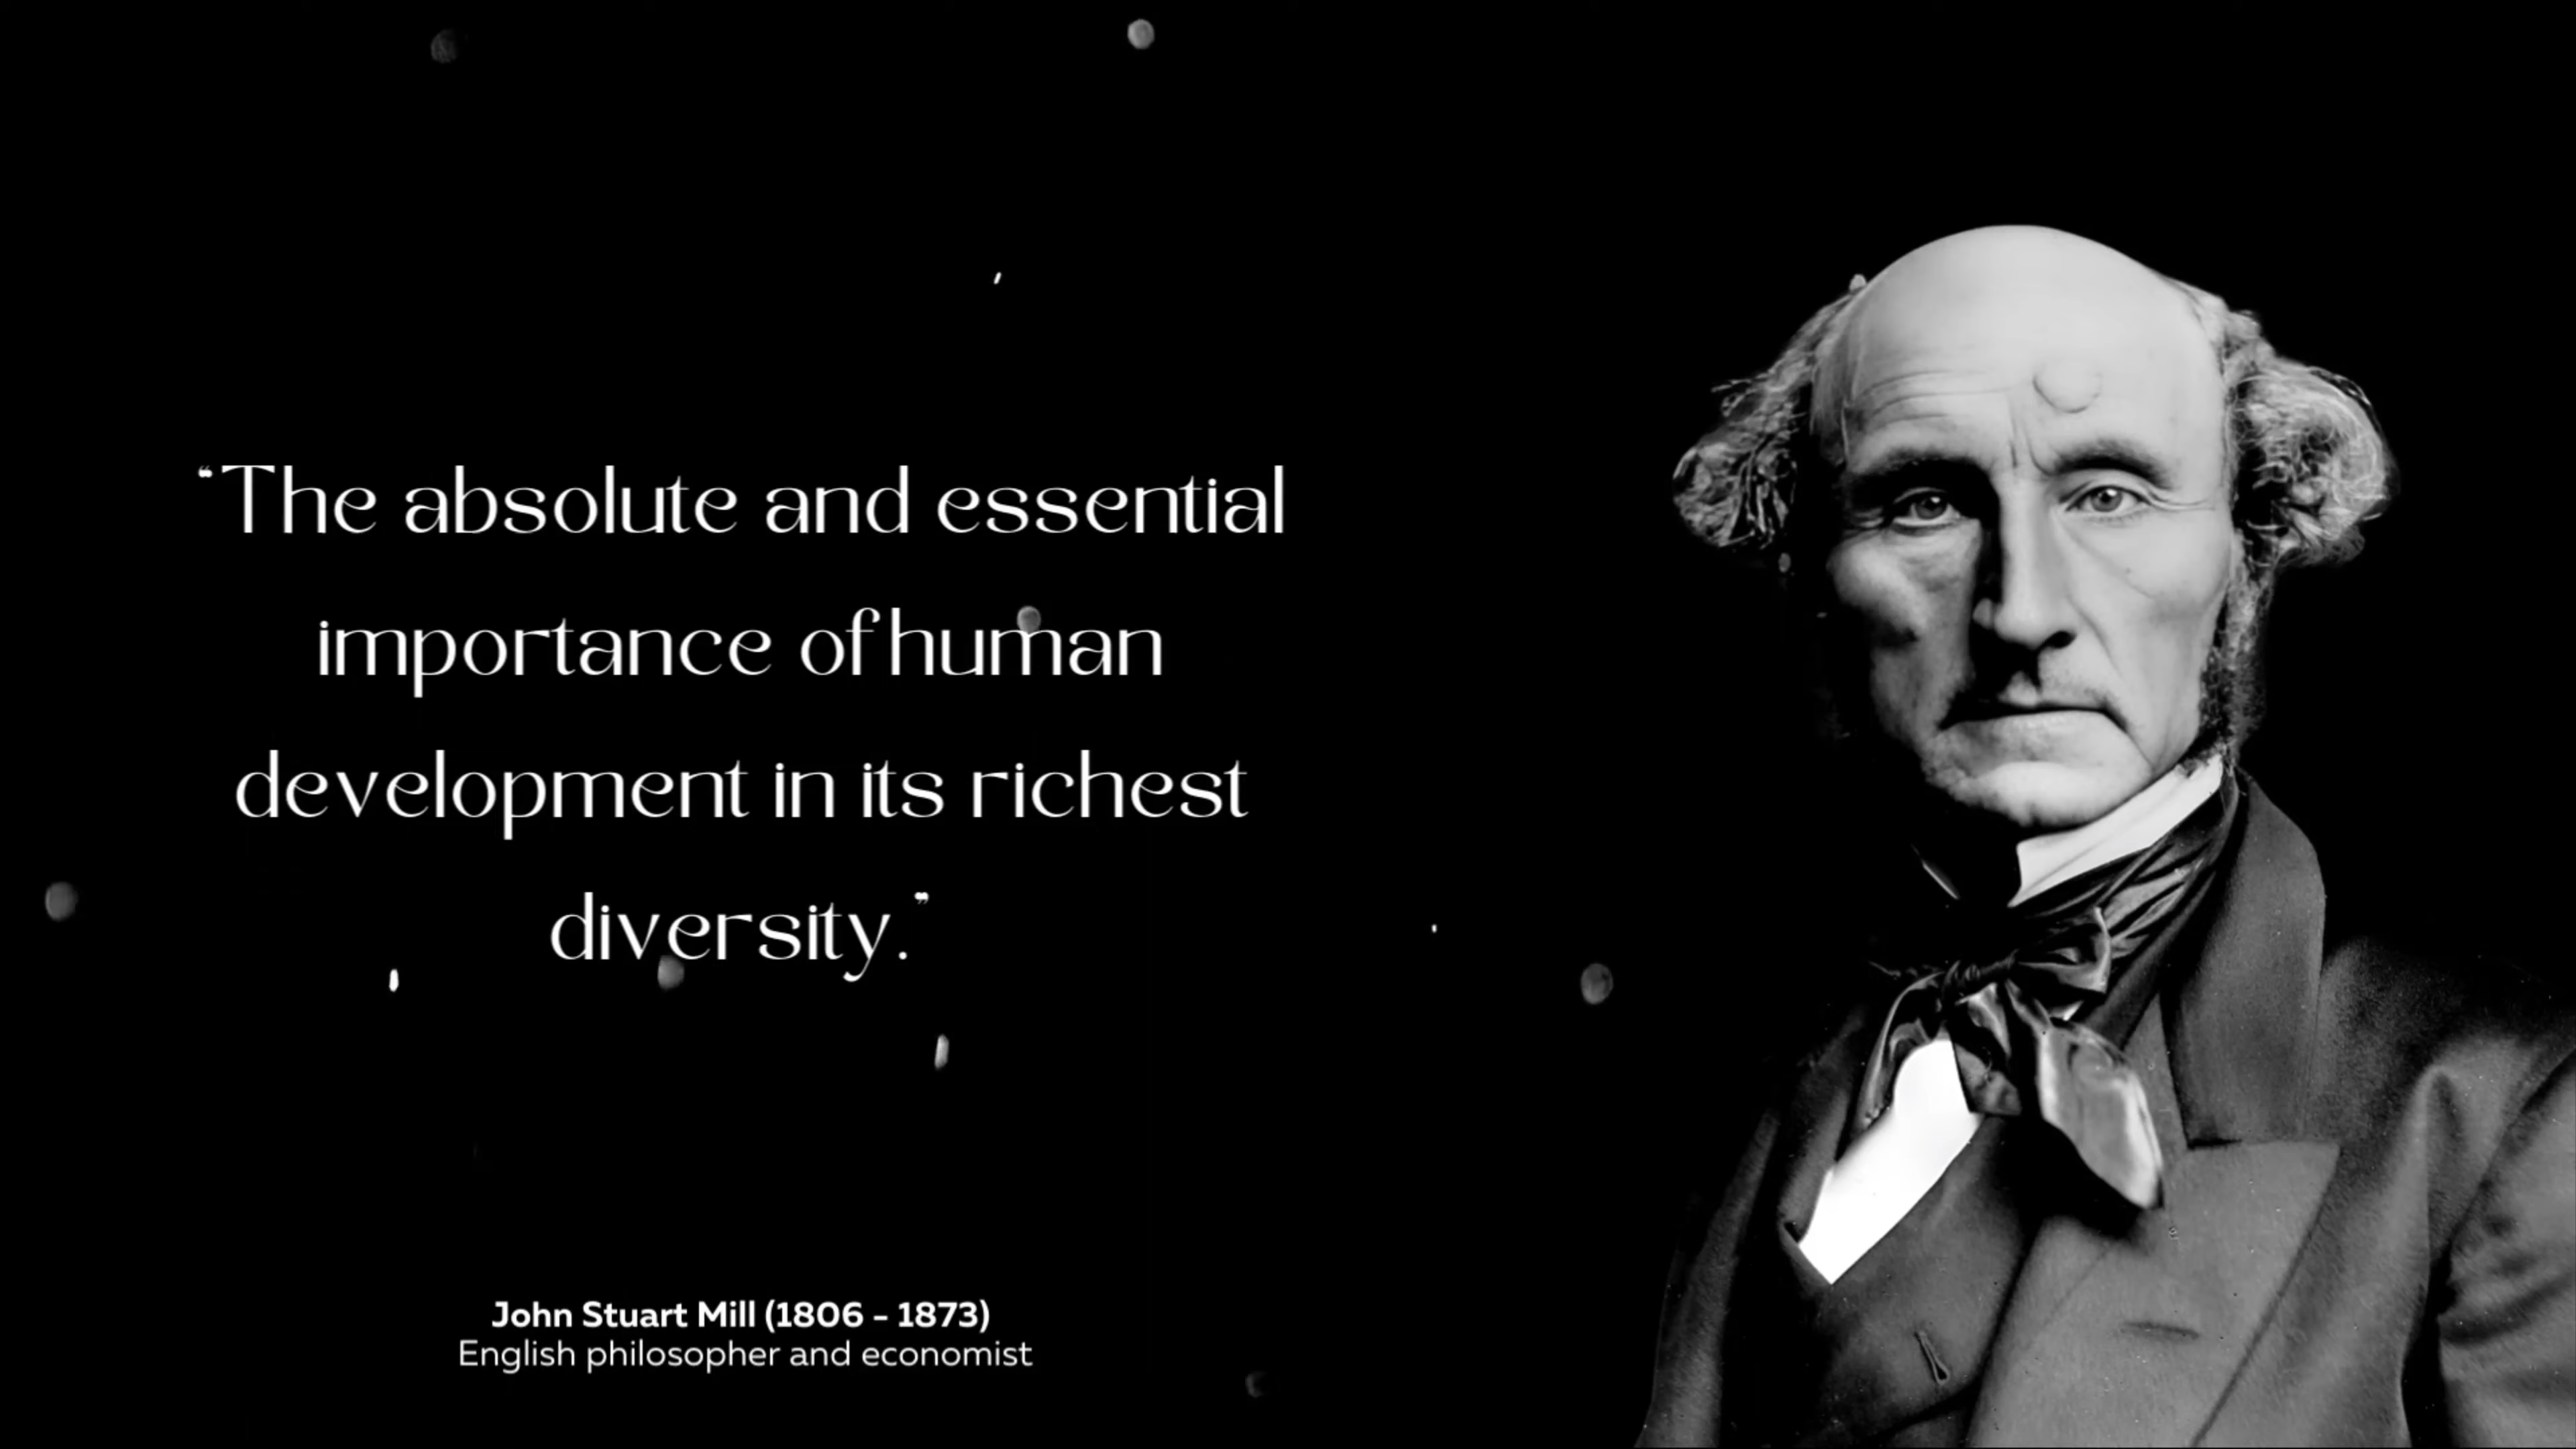 “The absolute and essential
importance of human
development in its richest
diversity.”
John Stuart Mill (1806 - 1873)
English philosopher and economist